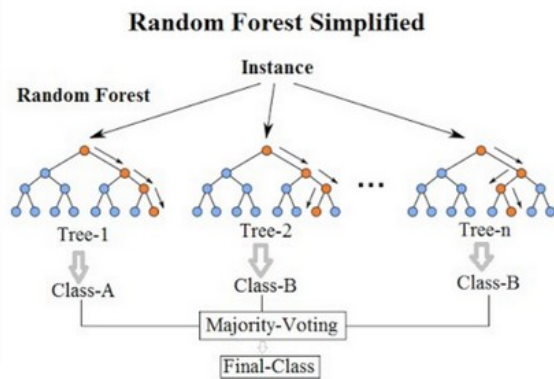 Random Forest Simplified
Instance
Random Forest
...
Tree-1
Tree-2
Tree-n
Class-A
Class-B
Class-B
Majority-Voting
Final-Class